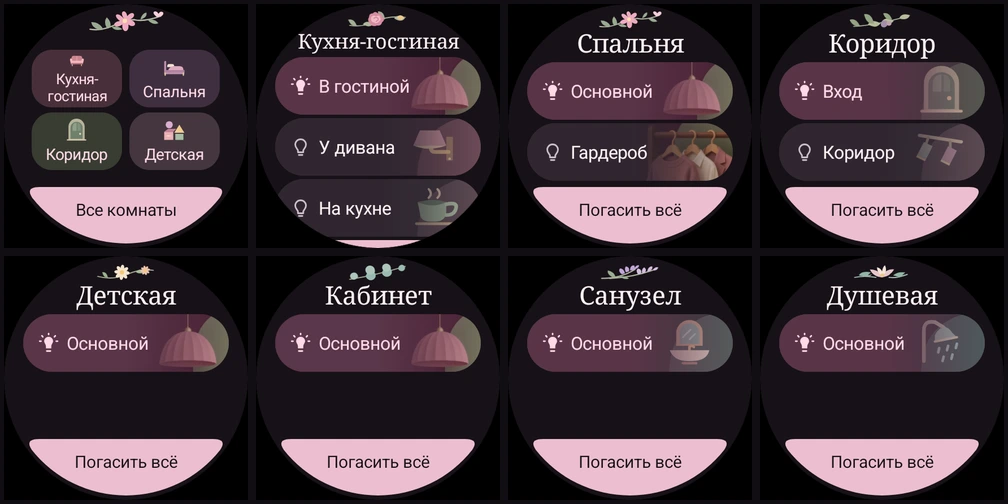 Кухня-
гостиная
Спальня
Коридор
Детская
Все комнаты
Кухня-гостиная
В гостиной
У дивана
На кухне
Спальня
Основной
Гардероб
Погасить всё
Коридор
Вход
Коридор
Погасить всё
Детская
Основной
Погасить всё
Кабинет
Основной
Погасить всё
Санузел
Основной
Погасить всё
Душевая
Основной
Погасить всё